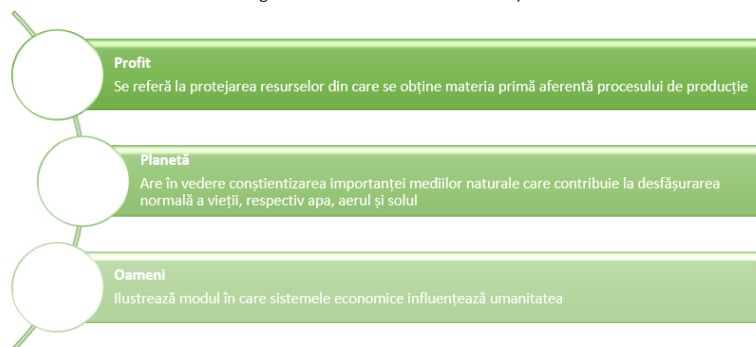 Profit
Se referă la protejarea resurselor din care se obține materia primă aferentă procesului de producție
Planetă
Are în vedere conștientizarea importanței mediilor naturale care contribuie la desfășurarea
normală a vieții, respectiv apa, aerul și solul
Oameni
Ilustrează modul în care sistemele economice influențează umanitatea